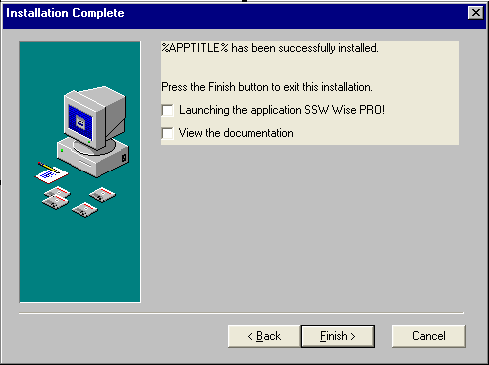 Installation Complete
%APPTITLE% has been successfully installed.
Press the Finish button to exit this installation.
Launching the application SSW Wise PRO!
View the documentation
< Back
Finish >
Cancel